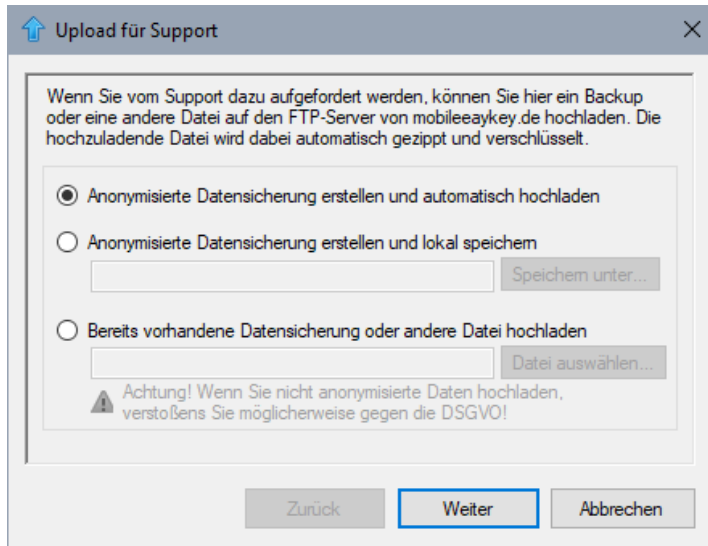 Upload für Support
Wenn Sie vom Support dazu aufgefordert werden, können Sie hier ein Backup
oder eine andere Datei auf den FTP-Server von mobileeaykey.de hochladen. Die
hochzuladende Datei wird dabei automatisch gezippt und verschlüsselt.
Anonymisierte Datensicherung erstellen und automatisch hochladen
Anonymisierte Datensicherung erstellen und lokal speichern
Speichern unter...
Bereits vorhandene Datensicherung oder andere Datei hochladen
Datei auswählen...
Achtung! Wenn Sie nicht anonymisierte Daten hochladen,
verstoßens Sie möglicherweise gegen die DSGVO!
Zurück Weiter Abbrechen